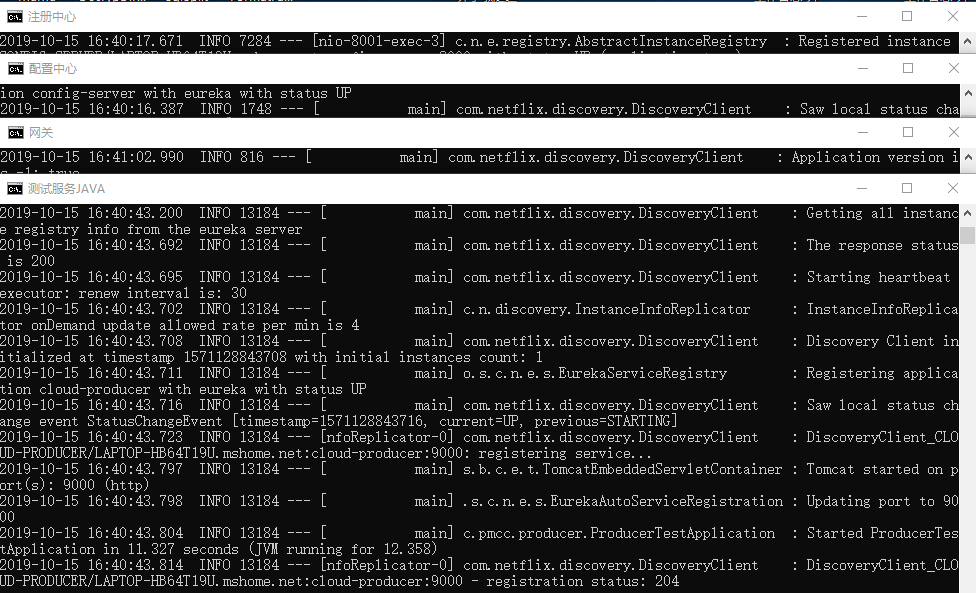 注册中心
2019-10-15 16:40:17.671  INFO 7284 --- [nio-8001-exec-3] c.n.e.registry.AbstractInstanceRegistry  : Registered instance
配置中心
ion config-server with eureka with status UP
2019-10-15 16:40:16.387  INFO 1748 --- [           main] com.netflix.discovery.DiscoveryClient    : Saw local status cha
网关
2019-10-15 16:41:02.990  INFO 816 --- [           main] com.netflix.discovery.DiscoveryClient    : Application version i
s -1: true
测试服务JAVA
2019-10-15 16:40:43.200  INFO 13184 --- [           main] com.netflix.discovery.DiscoveryClient    : Getting all instanc
e registry info from the eureka server
2019-10-15 16:40:43.692  INFO 13184 --- [           main] com.netflix.discovery.DiscoveryClient    : The response status
 is 200
2019-10-15 16:40:43.695  INFO 13184 --- [           main] com.netflix.discovery.DiscoveryClient    : Starting heartbeat
executor: renew interval is: 30
2019-10-15 16:40:43.702  INFO 13184 --- [           main] c.n.discovery.InstanceInfoReplicator     : InstanceInfoReplica
tor onDemand update allowed rate per min is 4
2019-10-15 16:40:43.708  INFO 13184 --- [           main] com.netflix.discovery.DiscoveryClient    : Discovery Client in
itialized at timestamp 1571128843708 with initial instances count: 1
2019-10-15 16:40:43.711  INFO 13184 --- [           main] o.s.c.n.e.s.EurekaServiceRegistry        : Registering applica
tion cloud-producer with eureka with status UP
2019-10-15 16:40:43.716  INFO 13184 --- [           main] com.netflix.discovery.DiscoveryClient    : Saw local status ch
ange event StatusChangeEvent [timestamp=1571128843716, current=UP, previous=STARTING]
2019-10-15 16:40:43.723  INFO 13184 --- [nfoReplicator-0] com.netflix.discovery.DiscoveryClient    : DiscoveryClient_CLO
UD-PRODUCER/LAPTOP-HB64T19U.mshome.net:cloud-producer:9000: registering service...
2019-10-15 16:40:43.797  INFO 13184 --- [           main] s.b.c.e.t.TomcatEmbeddedServletContainer : Tomcat started on p
ort(s): 9000 (http)
2019-10-15 16:40:43.798  INFO 13184 --- [           main] .s.c.n.e.s.EurekaAutoServiceRegistration : Updating port to 90
00
2019-10-15 16:40:43.804  INFO 13184 --- [           main] c.pmcc.producer.ProducerTestApplication  : Started ProducerTes
tApplication in 11.327 seconds (JVM running for 12.358)
2019-10-15 16:40:43.814  INFO 13184 --- [nfoReplicator-0] com.netflix.discovery.DiscoveryClient    : DiscoveryClient_CLO
UD-PRODUCER/LAPTOP-HB64T19U.mshome.net:cloud-producer:9000 - registration status: 204